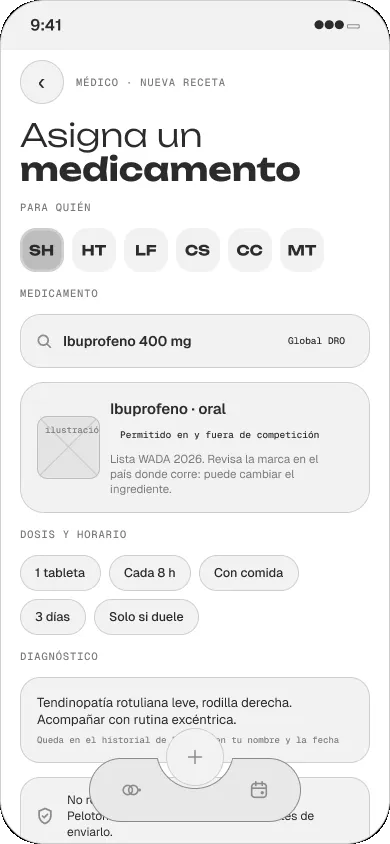 9:41
‹ MÉDICO · NUEVA RECETA
Asigna un
medicamento
PARA QUIÉN
SH HT LF CS CC MT
MEDICAMENTO
Ibuprofeno 400 mg Global DRO
Ibuprofeno · oral
ilustració
Permitido en y fuera de competición
Lista WADA 2026. Revisa la marca en el
país donde corre: puede cambiar el
ingrediente.
DOSIS Y HORARIO
1 tableta Cada 8 h Con comida
3 días Solo si duele
DIAGNÓSTICO
Tendinopatía rotuliana leve, rodilla derecha.
Acompañar con rutina excéntrica.
Queda en el historial de tu nombre y la fecha
+
No
Peloto es de
enviarlo.